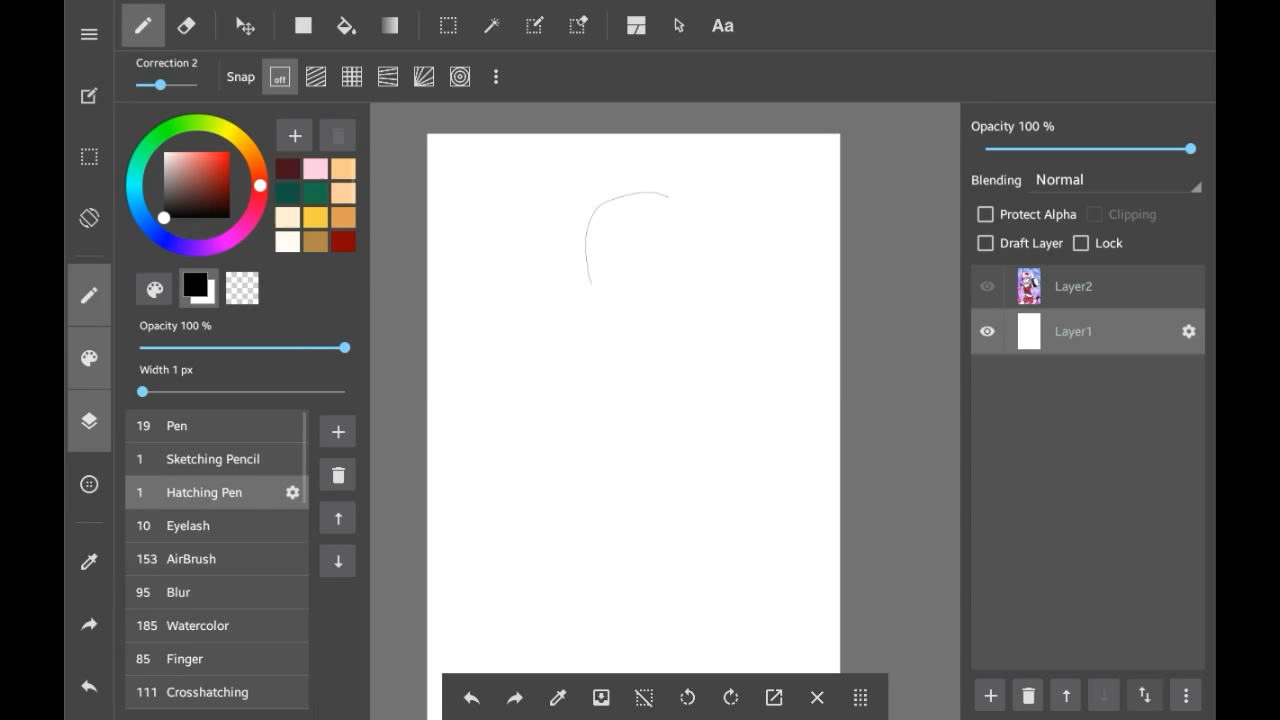 Aa
Correction 2
Snap
off
Opacity 100 %
Width 1 px
19 Pen
1 Sketching Pencil
1 Hatching Pen
10 Eyelash
153 AirBrush
95 Blur
185 Watercolor
85 Finger
111 Crosshatching
Opacity 100 %
Blending Normal
Protect Alpha Clipping
Draft Layer Lock
Layer2
Layer1